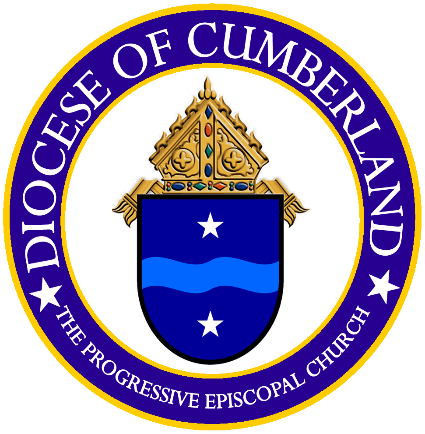 DIOCESE OF CUMBERLAND
THE PROGRESSIVE EPISCOPAL CHURCH